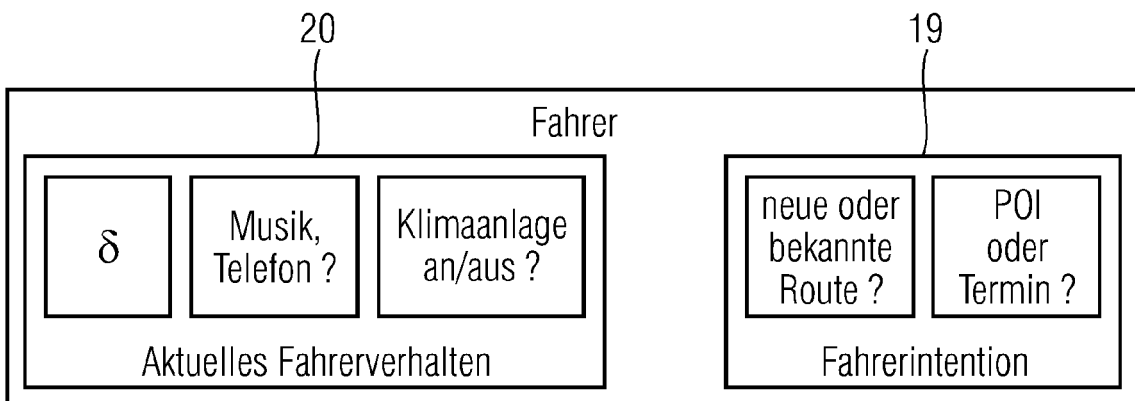 20
19
Fahrer
δ
Musik,
Telefon ?
Klimaanlage
an/aus ?
Aktuelles Fahrerverhalten
neue oder
bekannte
Route ?
POI
oder
Termin ?
Fahrerintention